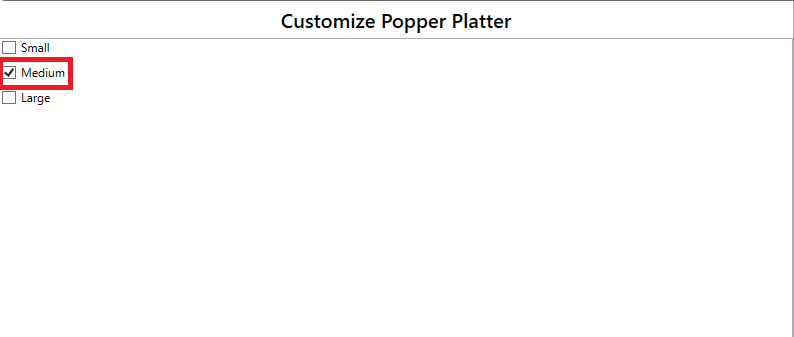 Customize Popper Platter
Small
Medium
Large